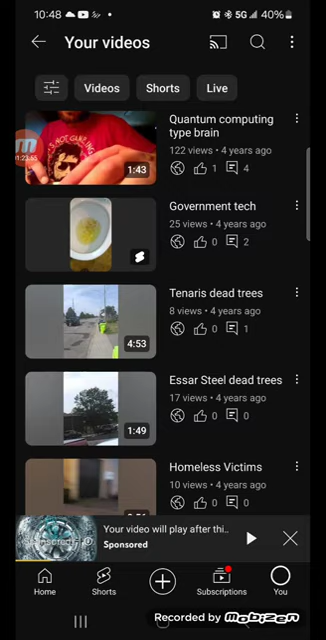 10:48
5G 40%
Your videos
Videos
Shorts
Live
Quantum computing
type brain
122 views • 4 years ago
1
4
1:43
01:23.55
Government tech
25 views • 4 years ago
0
2
Tenaris dead trees
8 views • 4 years ago
0
1
4:53
Essar Steel dead trees
17 views • 4 years ago
0
0
1:49
Homeless Victims
10 views • 4 years ago
0
0
Your video will play after thi..
Sponsored
Home
Shorts
Subscriptions
You
Recorded by MOBIZEN